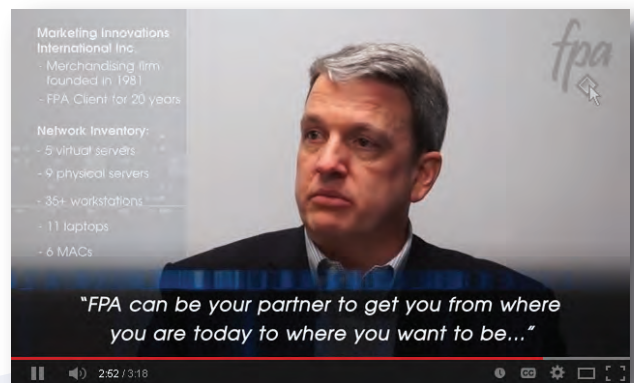 Marketing Innovations
International Inc.
- Merchandising firm
founded in 1981
- FPA Client for 20 years
Network Inventory:
- 5 virtual servers
- 9 physical servers
- 35+ workstations
- 11 laptops
- 6 MACs
fpa
"FPA can be your partner to get you from where
you are today to where you want to be..."
2:52 / 3:18
CC